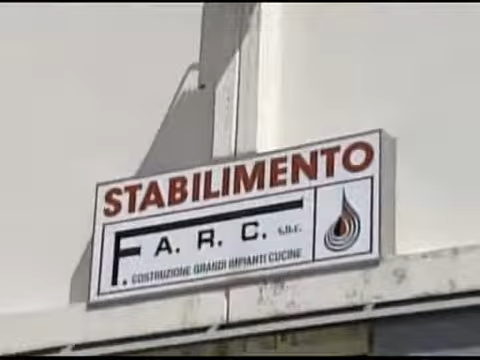 STABILIMENTO
F.A.R.C. S.R.L.
COSTRUZIONE GRANDI IMPIANTI CUCINE